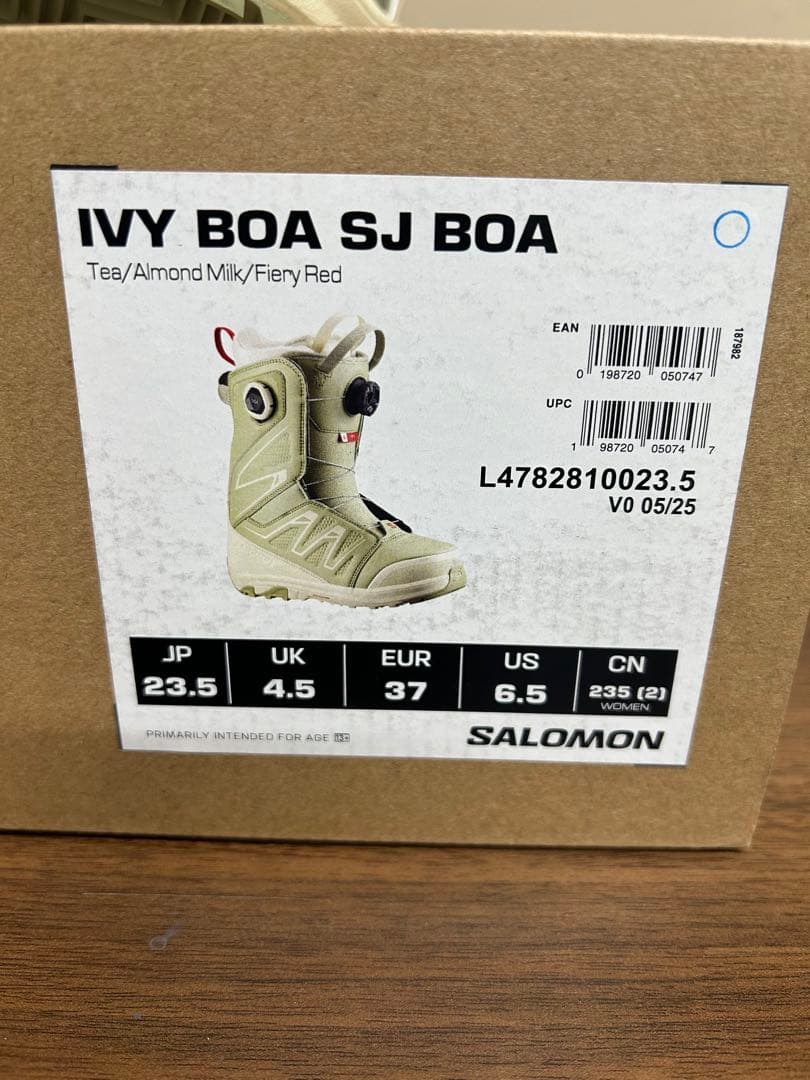 IVY BOA SJ BOA
Tea/Almond Milk/Fiery Red
EAN
0 198720 050747
187982
UPC
1 98720 05074 7
L4782810023.5
V0 05/25
JP UK EUR US CN
23.5 4.5 37 6.5 235 (2)
WOMEN
PRIMARILY INTENDED FOR AGE
SALOMON